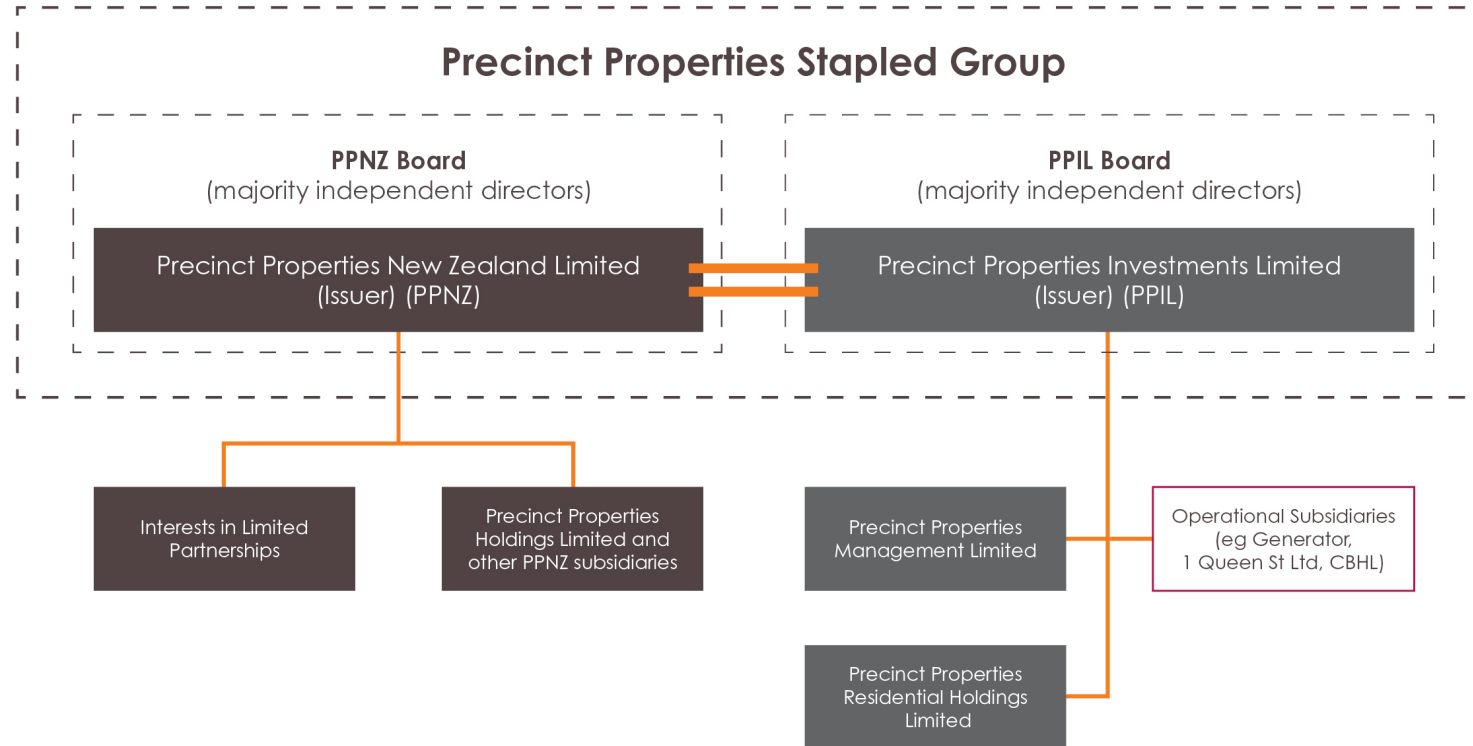 Precinct Properties Stapled Group
PPNZ Board
(majority independent directors)
Precinct Properties New Zealand Limited
(Issuer) (PPNZ)
PPIL Board
(majority independent directors)
Precinct Properties Investments Limited
(Issuer) (PPIL)
Interests in Limited
Partnerships
Precinct Properties
Holdings Limited and
other PPNZ subsidiaries
Precinct Properties
Management Limited
Operational Subsidiaries
(eg Generator,
1 Queen St Ltd, CBHL)
Precinct Properties
Residential Holdings
Limited